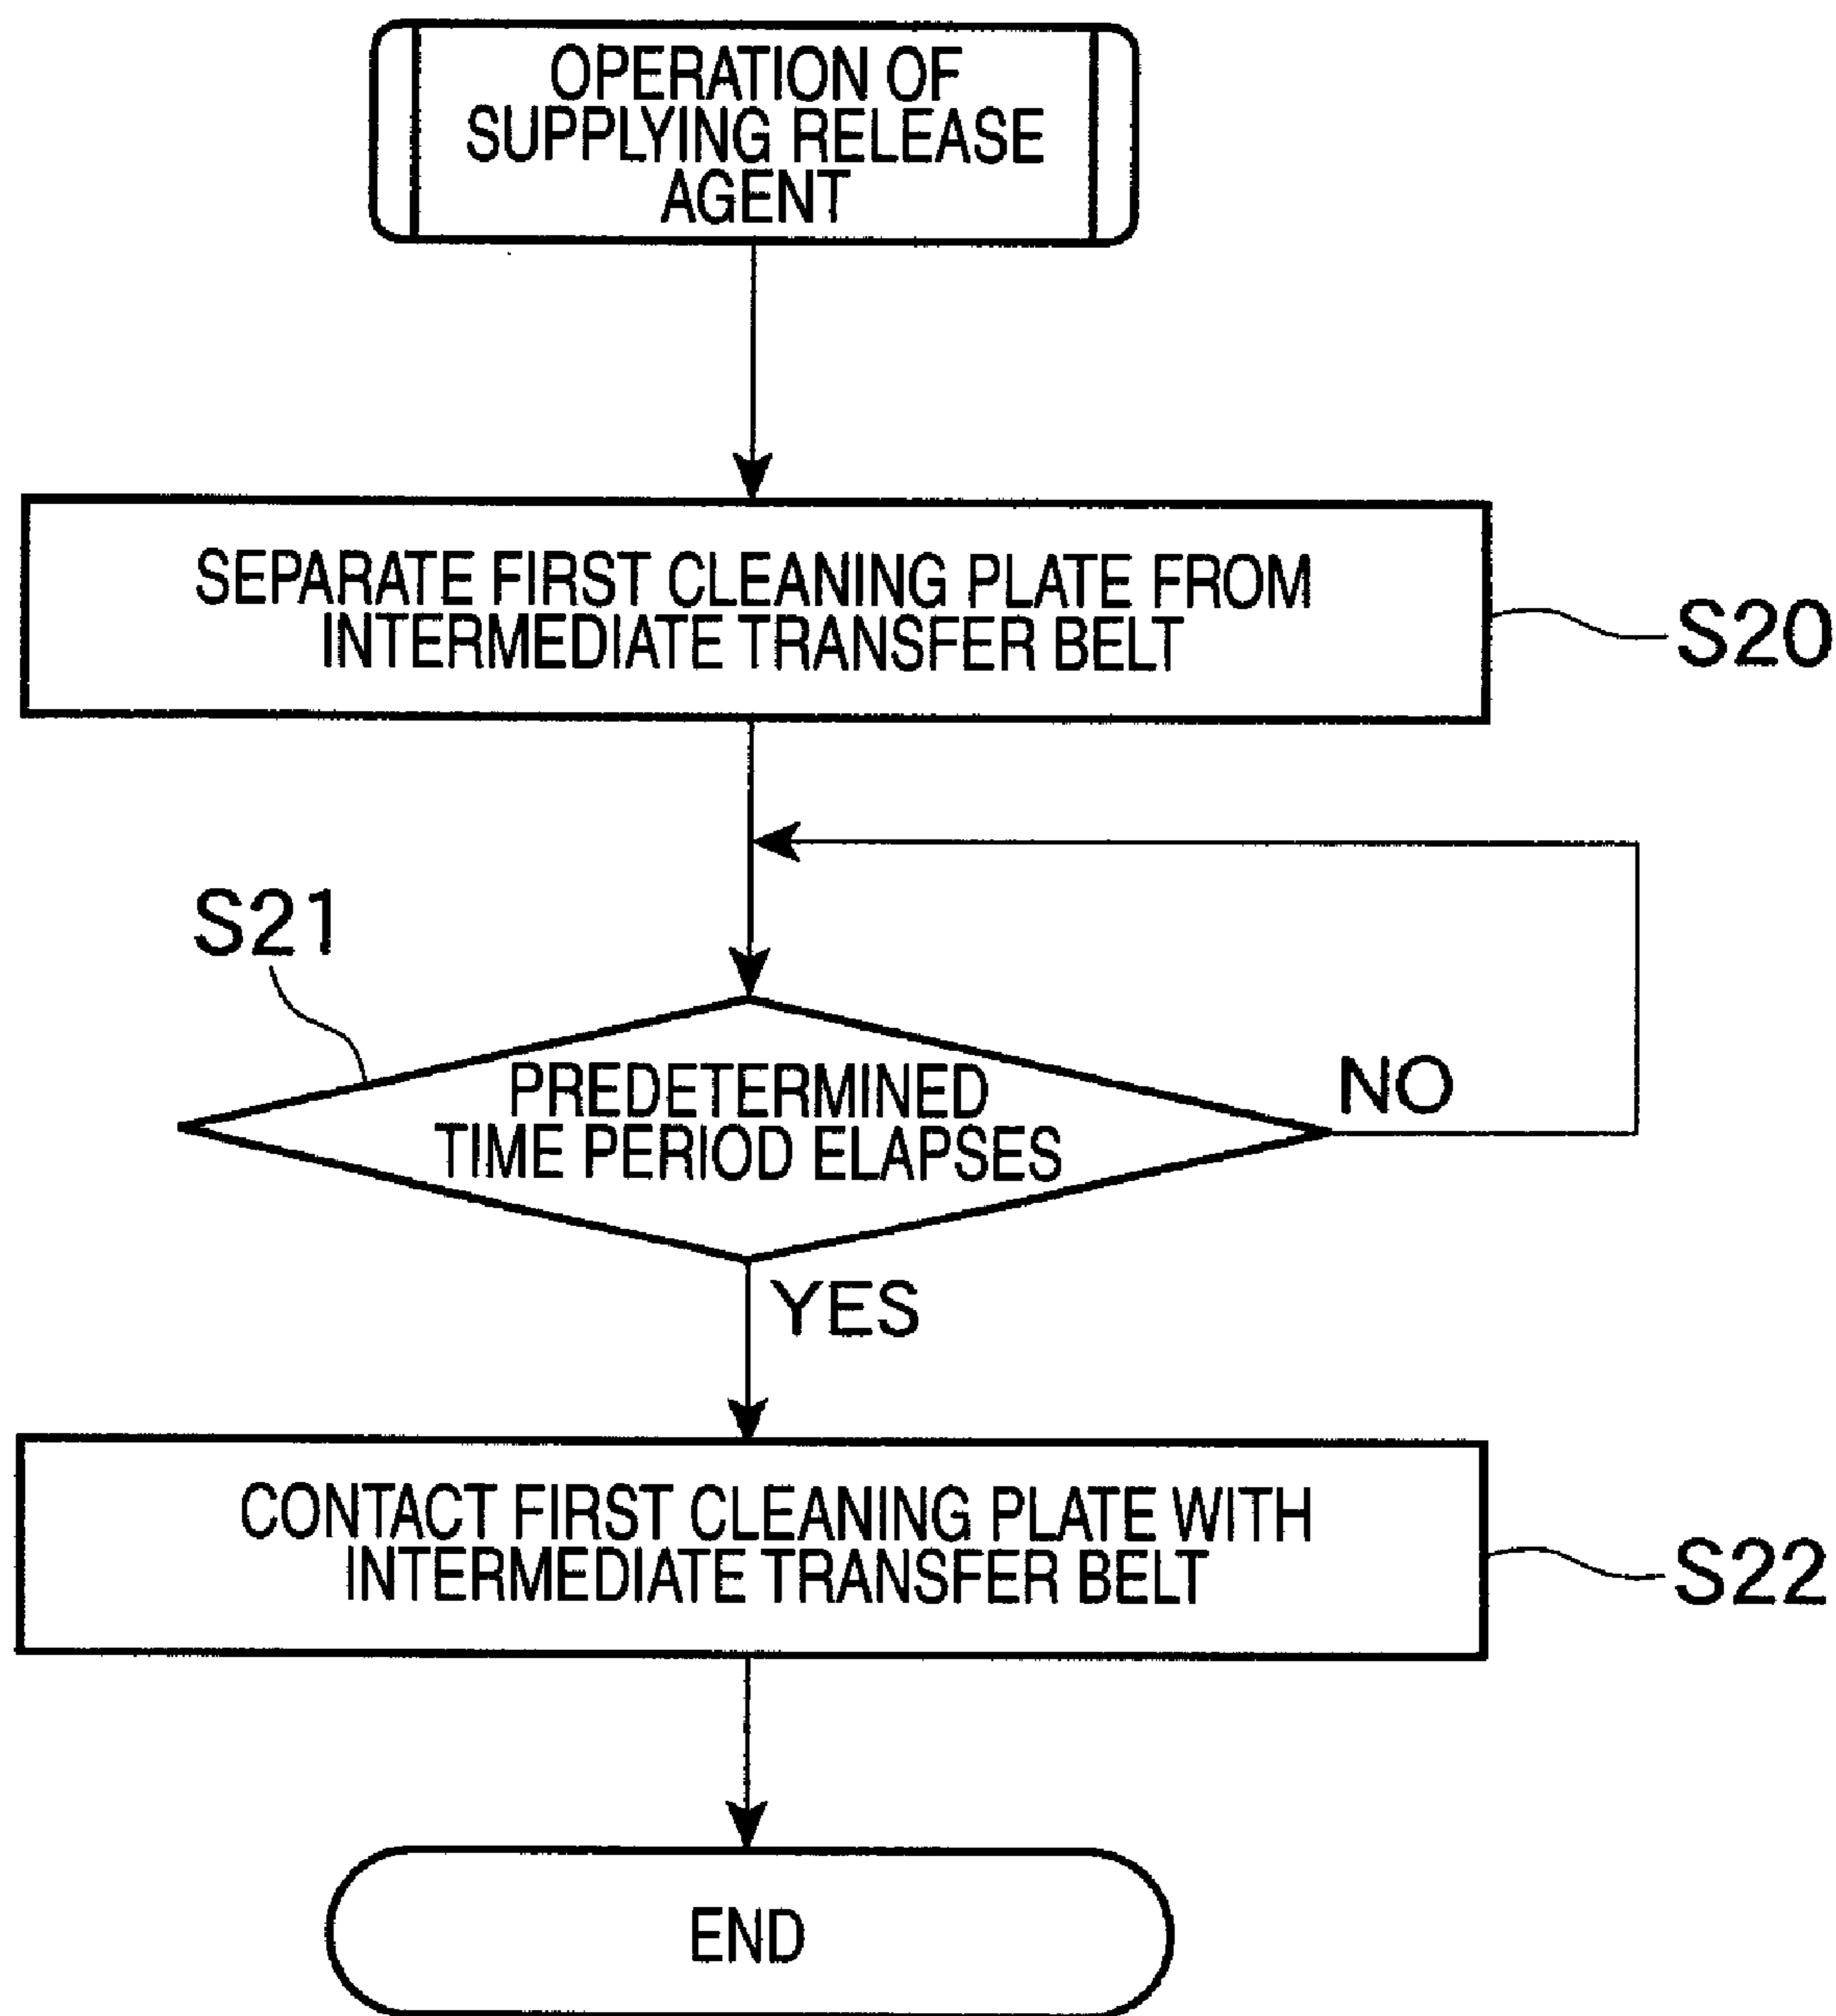 OPERATION OF
SUPPLYING RELEASE
AGENT
SEPARATE FIRST CLEANING PLATE FROM
INTERMEDIATE TRANSFER BELT
S20
S21
PREDETERMINED
TIME PERIOD ELAPSES
NO
YES
CONTACT FIRST CLEANING PLATE WITH
INTERMEDIATE TRANSFER BELT
S22
END